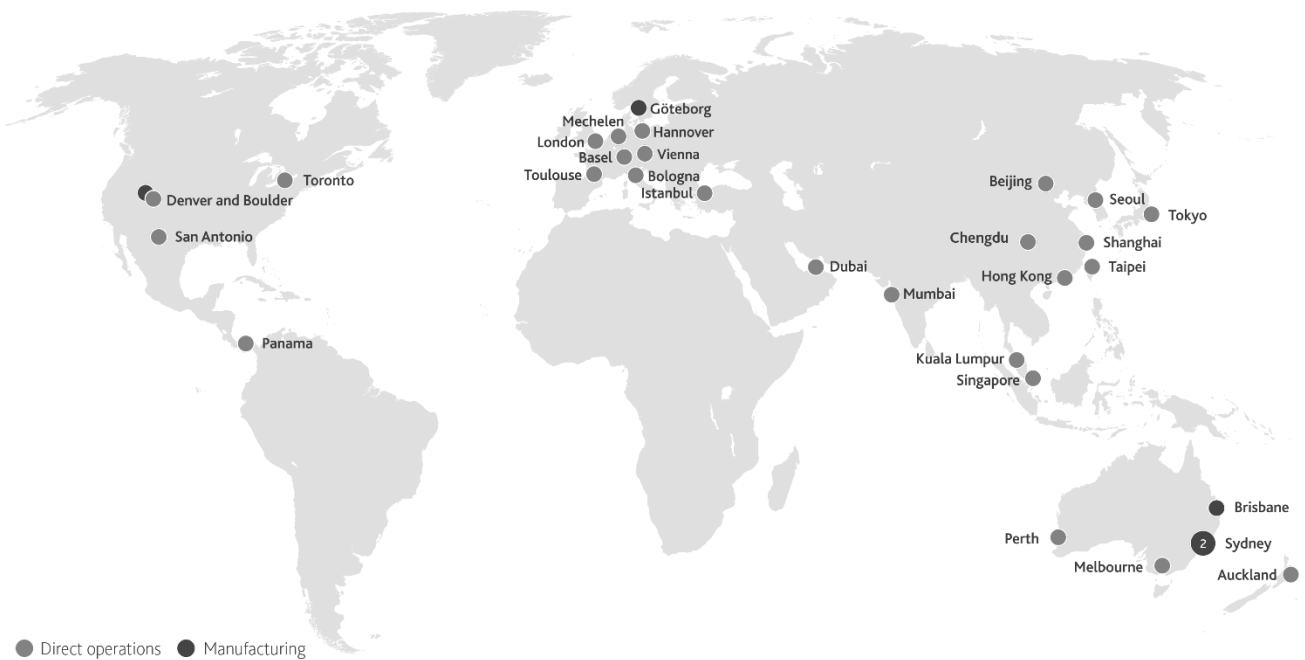 Göteborg
Mechelen
Hannover
London
Basel
Vienna
Toulouse
Bologna
Istanbul
Toronto
Denver and Boulder
San Antonio
Panama
Beijing
Seoul
Tokyo
Chengdu
Shanghai
Dubai
Taipei
Hong Kong
Mumbai
Kuala Lumpur
Singapore
Brisbane
Perth
2 Sydney
Melbourne
Auckland
Direct operations
Manufacturing